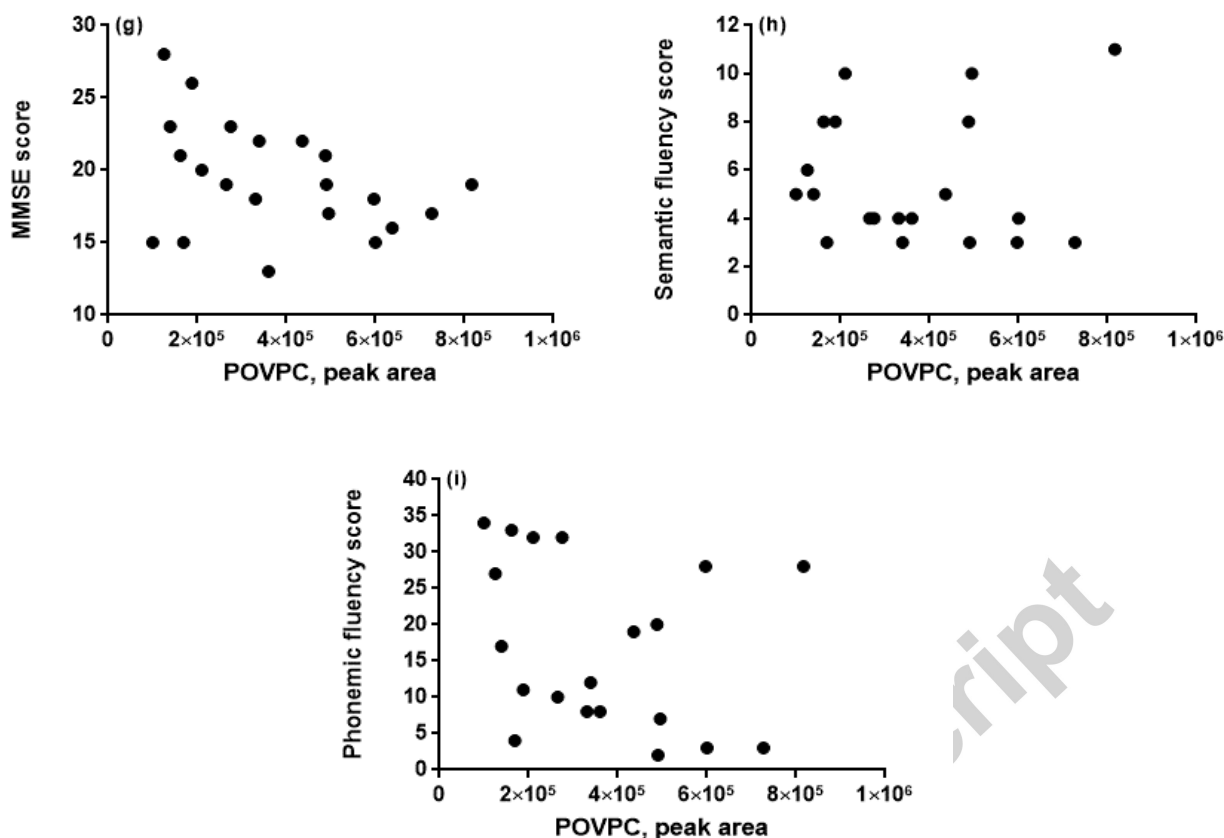 (g)
MMSE score
30
25
20
15
10
0 2×10⁵ 4×10⁵ 6×10⁵ 8×10⁵ 1×10⁶
POVPC, peak area
(h)
Semantic fluency score
12
10
8
6
4
2
0
0 2×10⁵ 4×10⁵ 6×10⁵ 8×10⁵ 1×10⁶
POVPC, peak area
(i)
Phonemic fluency score
40
35
30
25
20
15
10
5
0
0 2×10⁵ 4×10⁵ 6×10⁵ 8×10⁵ 1×10⁶
POVPC, peak area
ript